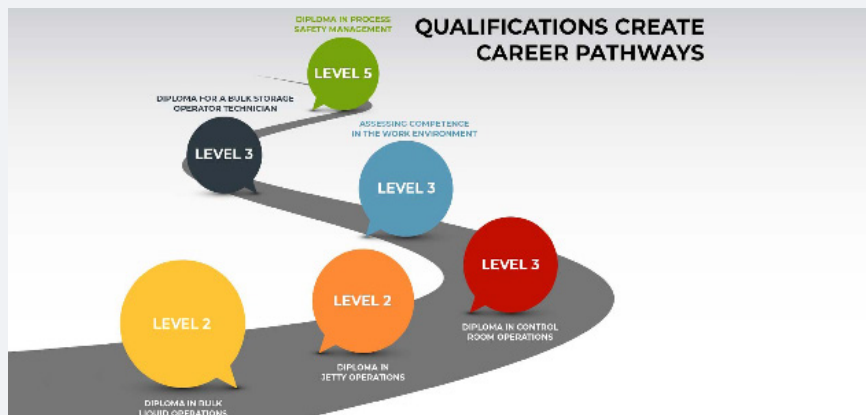 QUALIFICATIONS CREATE
CAREER PATHWAYS
DIPLOMA IN PROCESS
SAFETY MANAGEMENT
LEVEL 5
DIPLOMA FOR A BULK STORAGE
OPERATOR TECHNICIAN
LEVEL 3
ASSESSING COMPETENCE
IN THE WORK ENVIRONMENT
LEVEL 3
LEVEL 3
DIPLOMA IN CONTROL
ROOM OPERATIONS
LEVEL 2
DIPLOMA IN
JETTY OPERATIONS
LEVEL 2
DIPLOMA IN BULK
LIQUID OPERATIONS